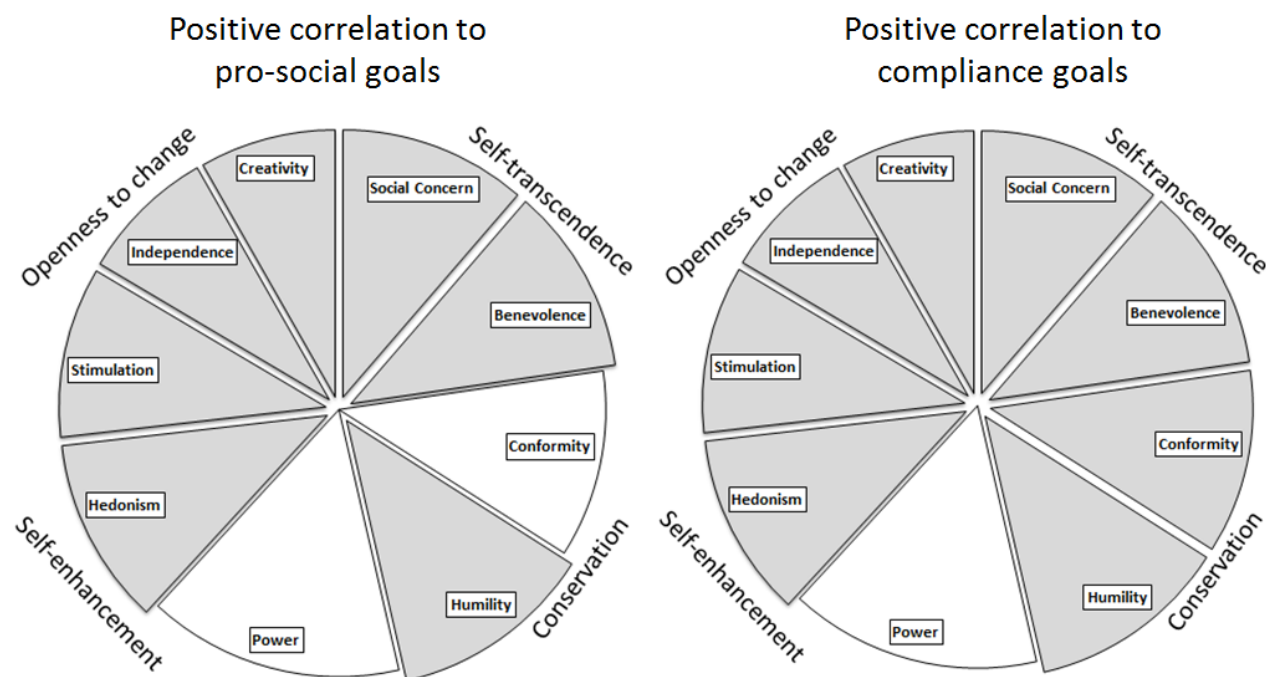 Positive correlation to
pro-social goals
Openness to change
Self-transcendence
Creativity
Social Concern
Independence
Benevolence
Stimulation
Conformity
Hedonism
Humility
Power
Self-enhancement
Conservation
Positive correlation to
compliance goals
Openness to change
Self-transcendence
Creativity
Social Concern
Independence
Benevolence
Stimulation
Conformity
Hedonism
Humility
Power
Self-enhancement
Conservation